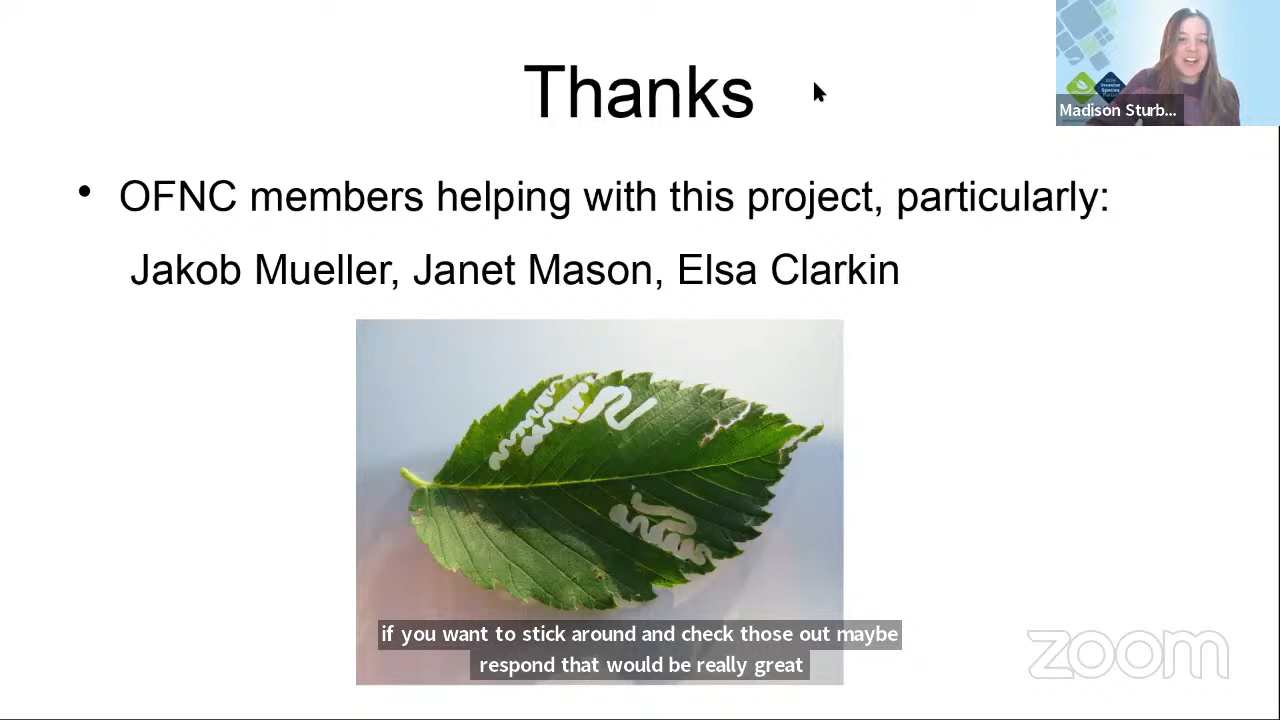 Thanks
Madison Sturb...
• OFNC members helping with this project, particularly:
Jakob Mueller, Janet Mason, Elsa Clarkin
if you want to stick around and check those out maybe
respond that would be really great
zoom